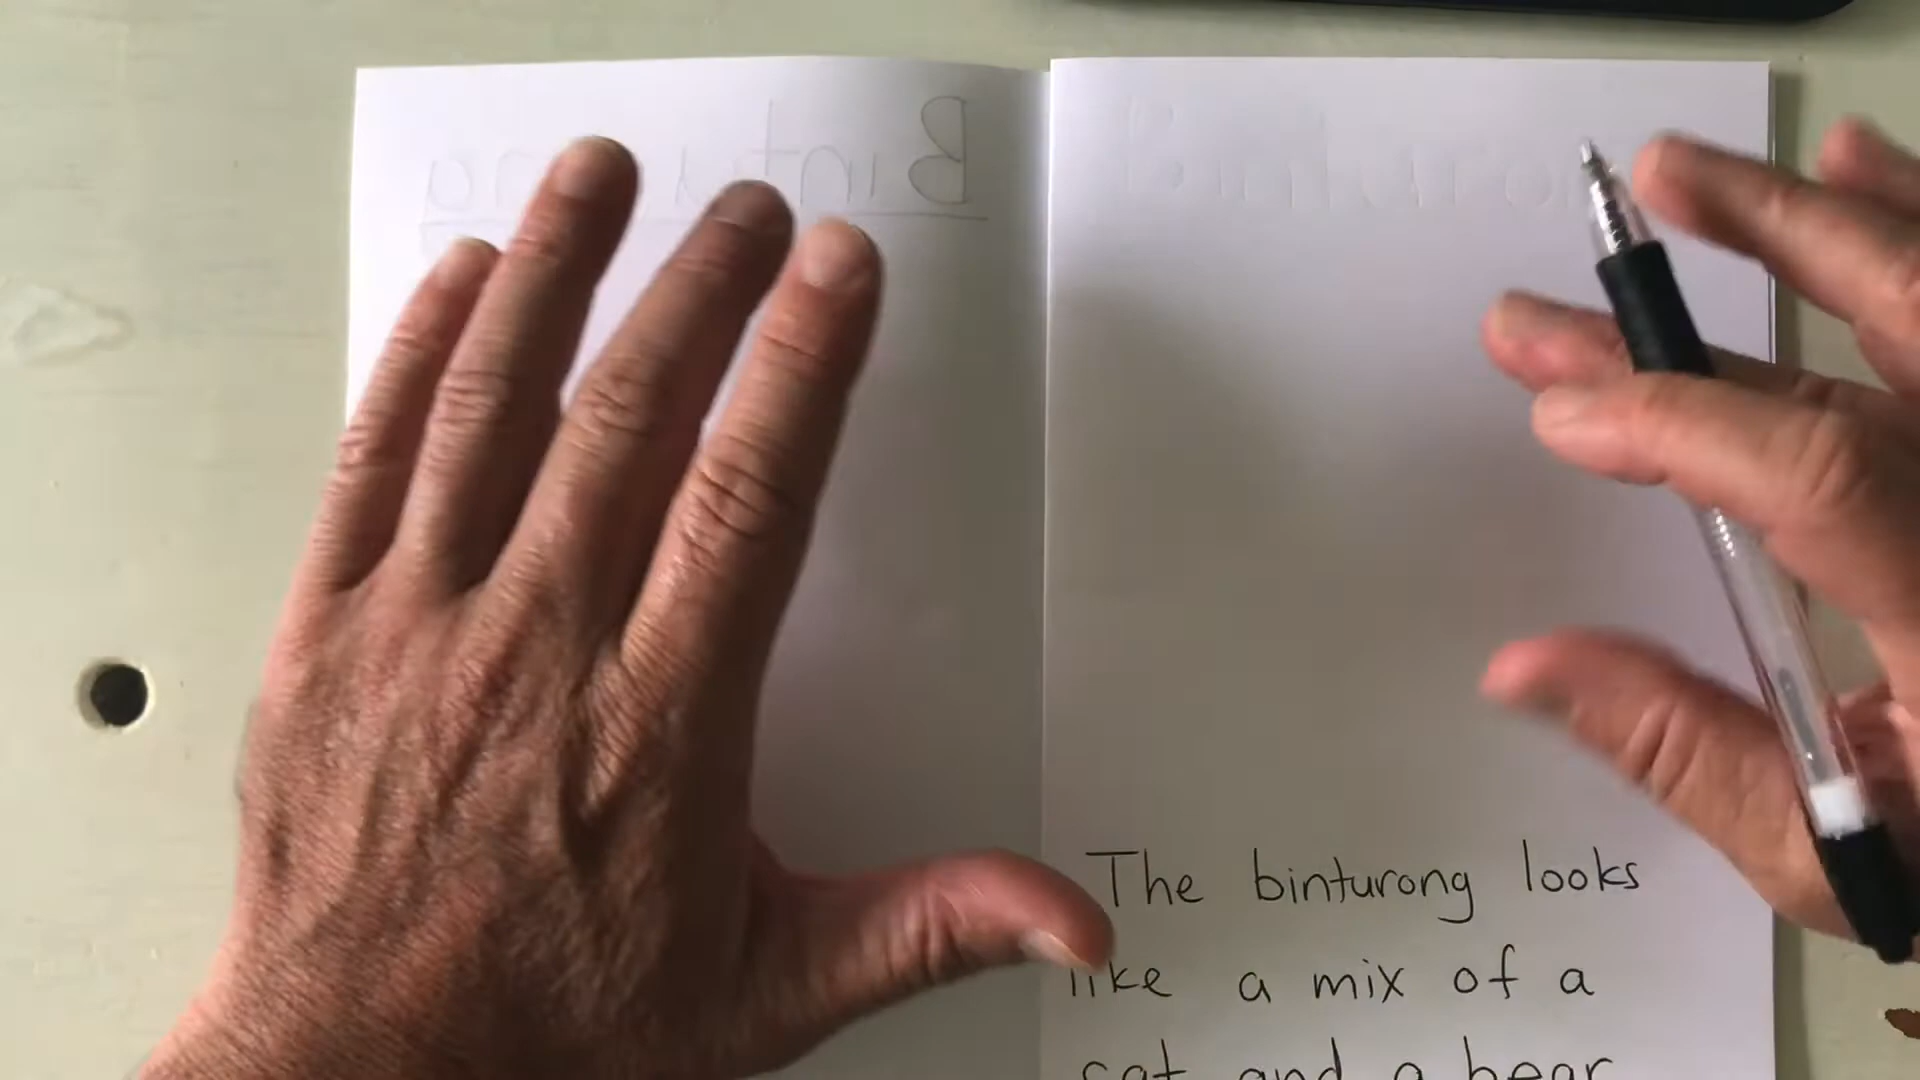 The binturong looks
like a mix of a
cat and a bear